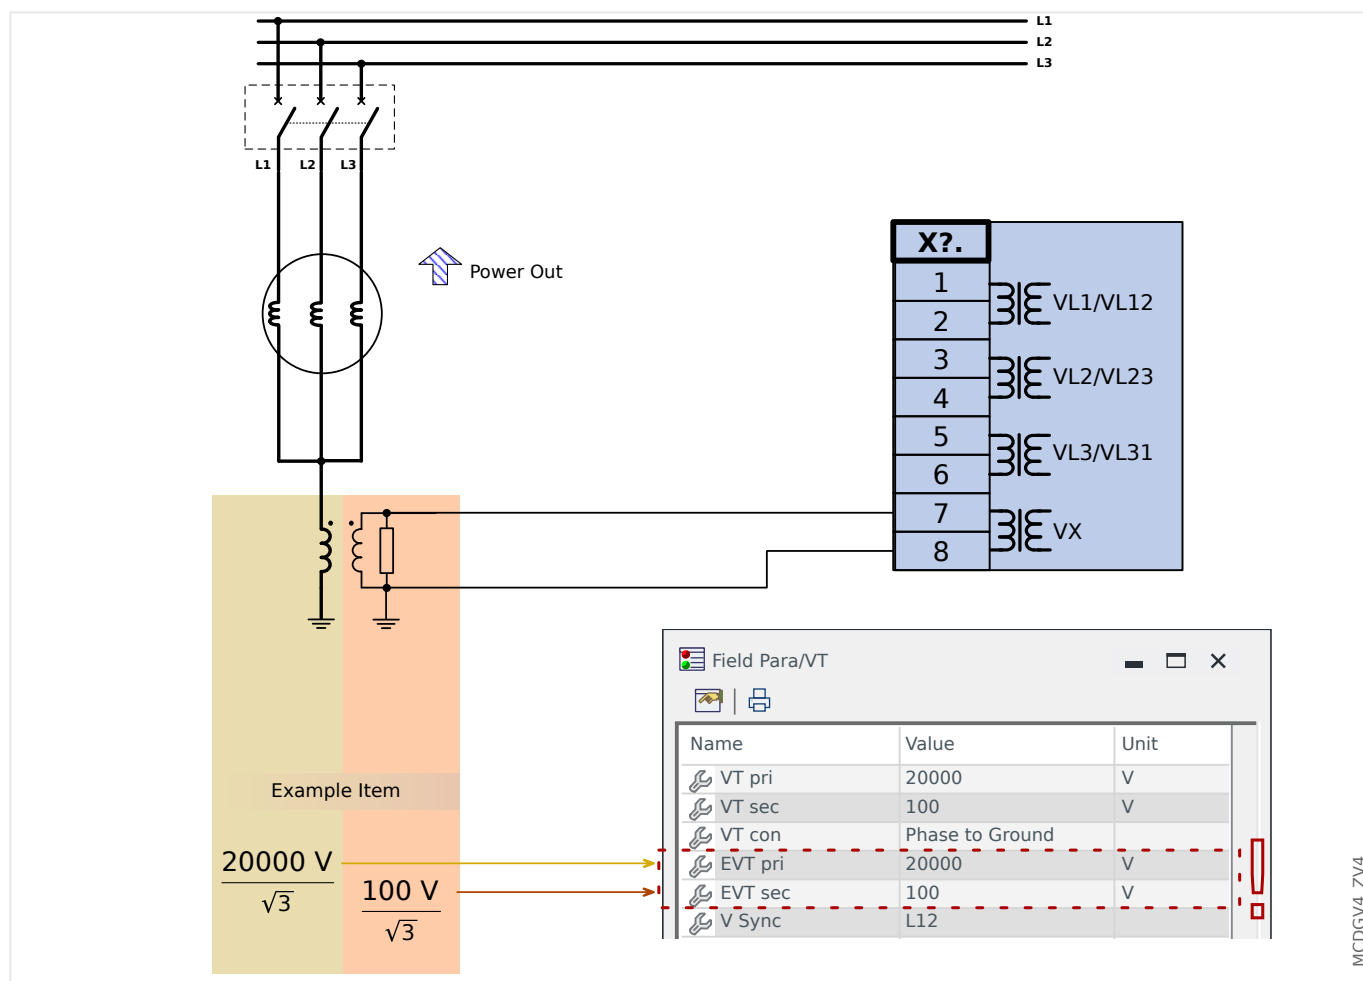 L1
L2
L3
L1 L2 L3
Power Out
X?.
1
2
VL1/VL12
3
4
VL2/VL23
5
6
VL3/VL31
7
8
VX
Field Para/VT
Name Value Unit
VT pri 20000 V
VT sec 100 V
VT con Phase to Ground
EVT pri 20000 V
EVT sec 100 V
V Sync L12
Example Item
20000 V
√3
100 V
√3
MCDGV4_ZV4